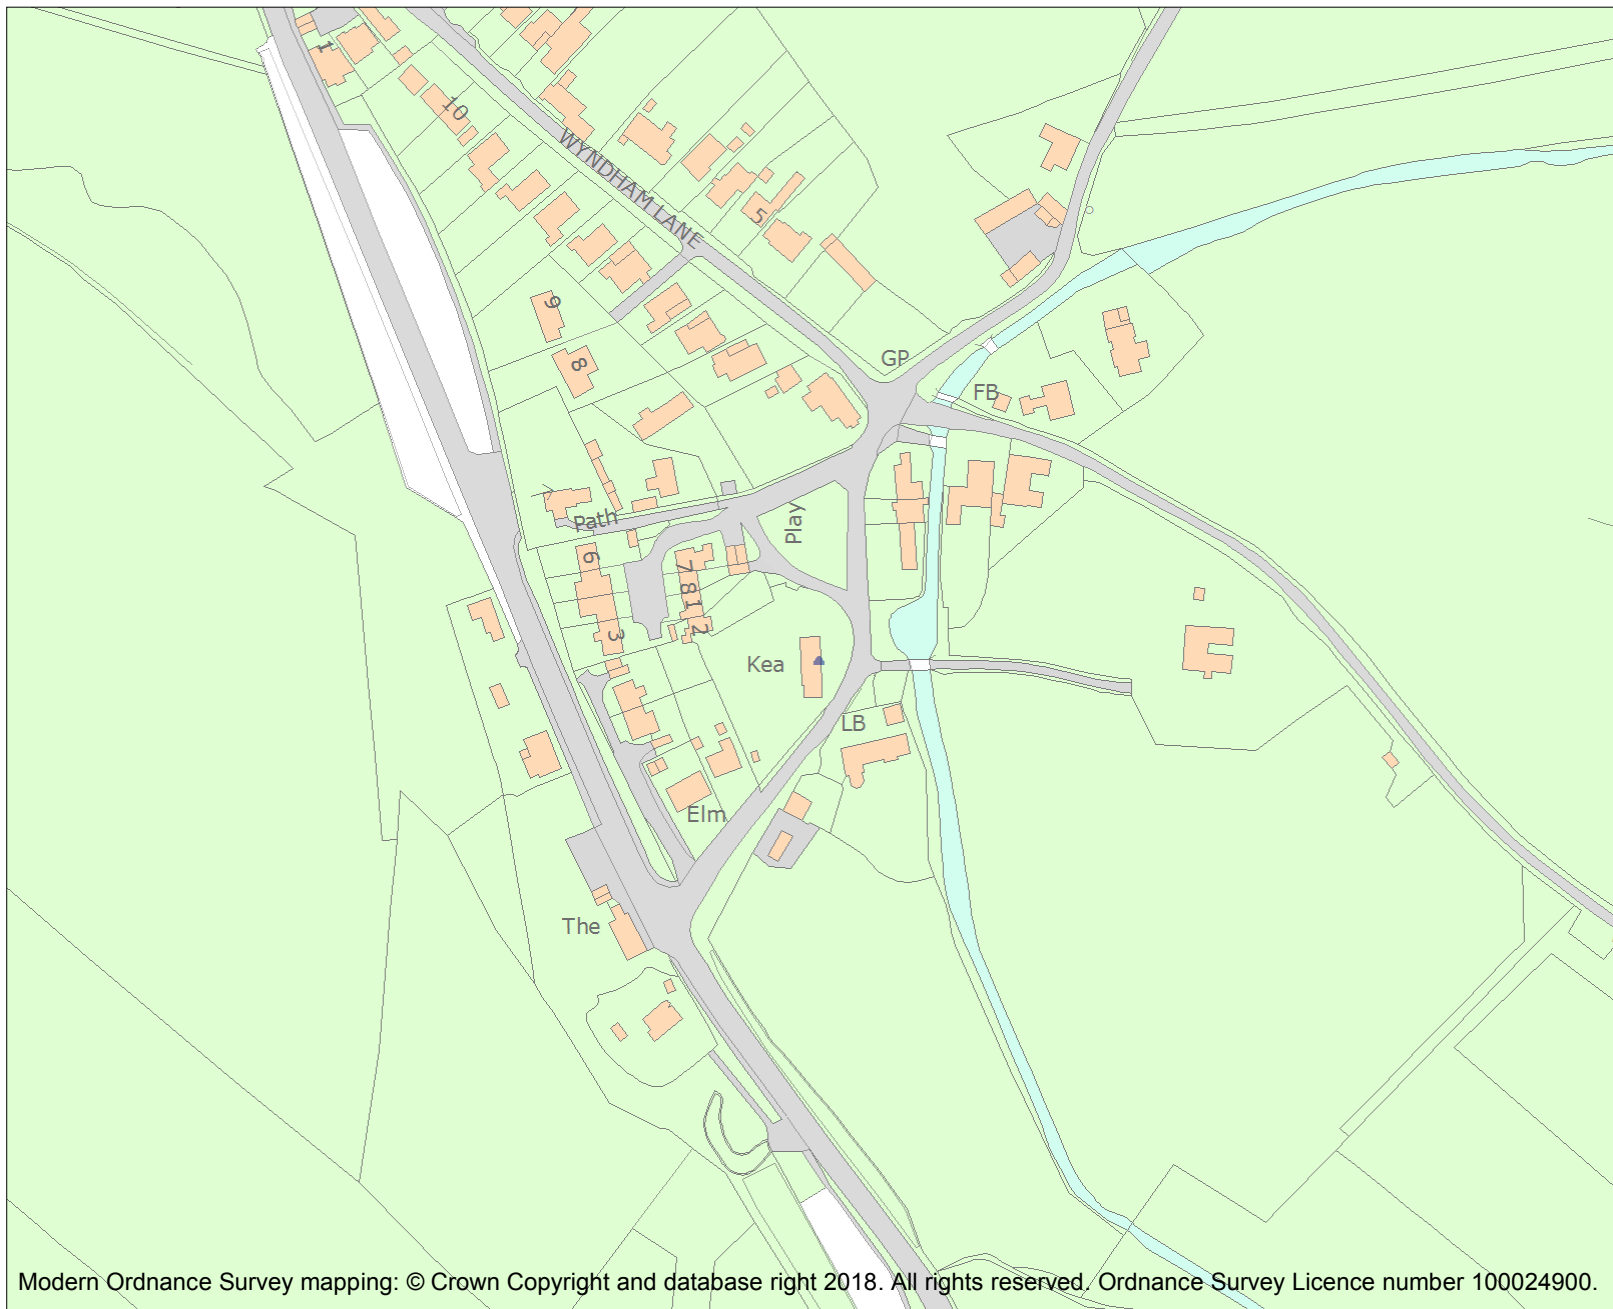 1
10
WYNDHAM LANE
5
9
8
GP
FB
7
Path
Play
6
7
8
1
2
3
Kea
LB
Elm
The
Modern Ordnance Survey mapping: © Crown Copyright and database right 2018. All rights reserved. Ordnance Survey Licence number 100024900.